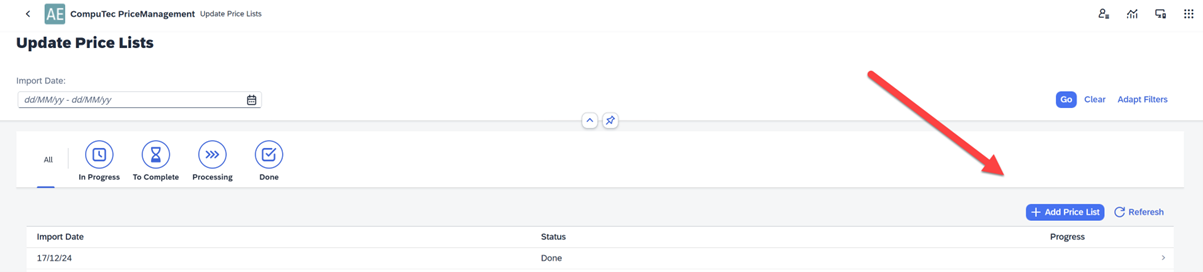 AE CompuTec PriceManagement Update Price Lists
Update Price Lists
Import Date:
dd/MM/yy - dd/MM/yy
Go Clear Adapt Filters
All
In Progress To Complete Processing Done
Add Price List Referesh
Import Date Status Progress
17/12/24 Done